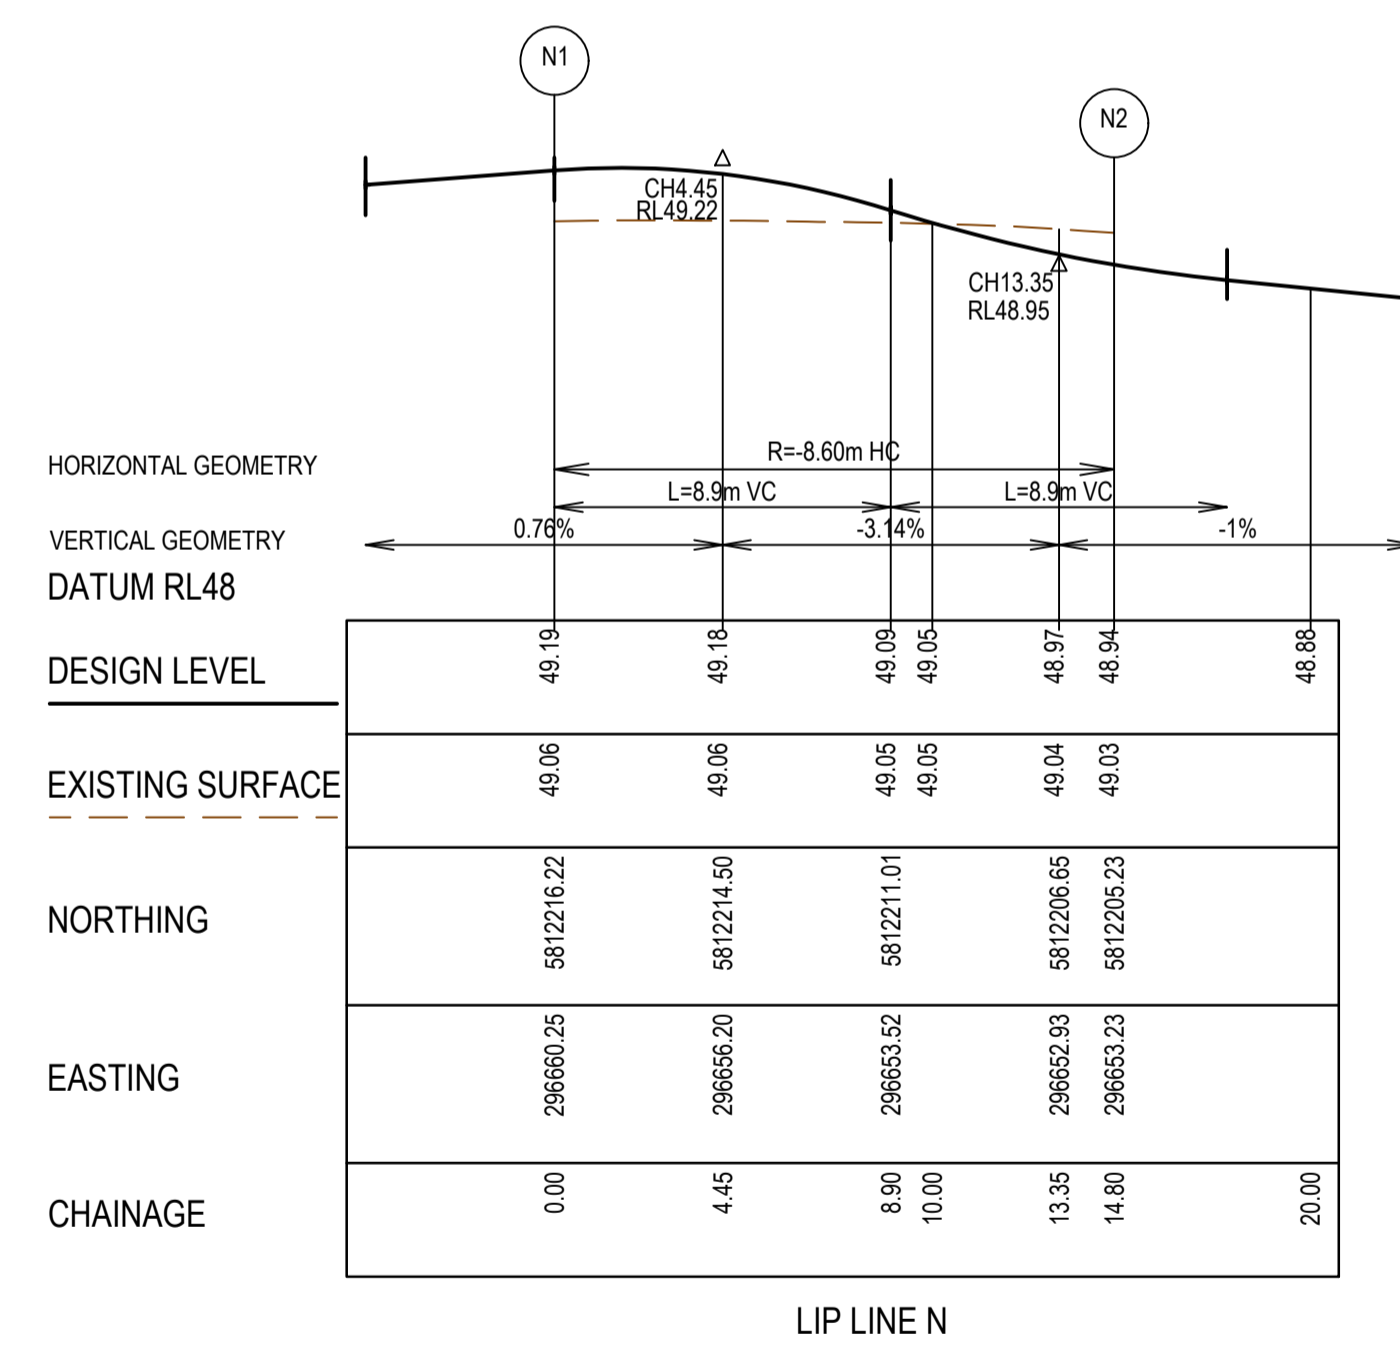 N1
N2
CH4.45
RL49.22
CH13.35
RL48.95
HORIZONTAL GEOMETRY
R=-8.60m HC
L=8.9m VC L=8.9m VC
VERTICAL GEOMETRY
0.76% -3.14% -1%
DATUM RL48
DESIGN LEVEL
49.19 49.18 49.09 49.05 48.97 48.94 48.88
EXISTING SURFACE
49.06 49.06 49.05 49.05 49.04 49.03
NORTHING
5812216.22 5812214.50 5812211.01 5812206.65 5812205.23
EASTING
296660.25 296656.20 296653.52 296652.93 296653.23
CHAINAGE
0.00 4.45 8.90 10.00 13.35 14.80 20.00
LIP LINE N